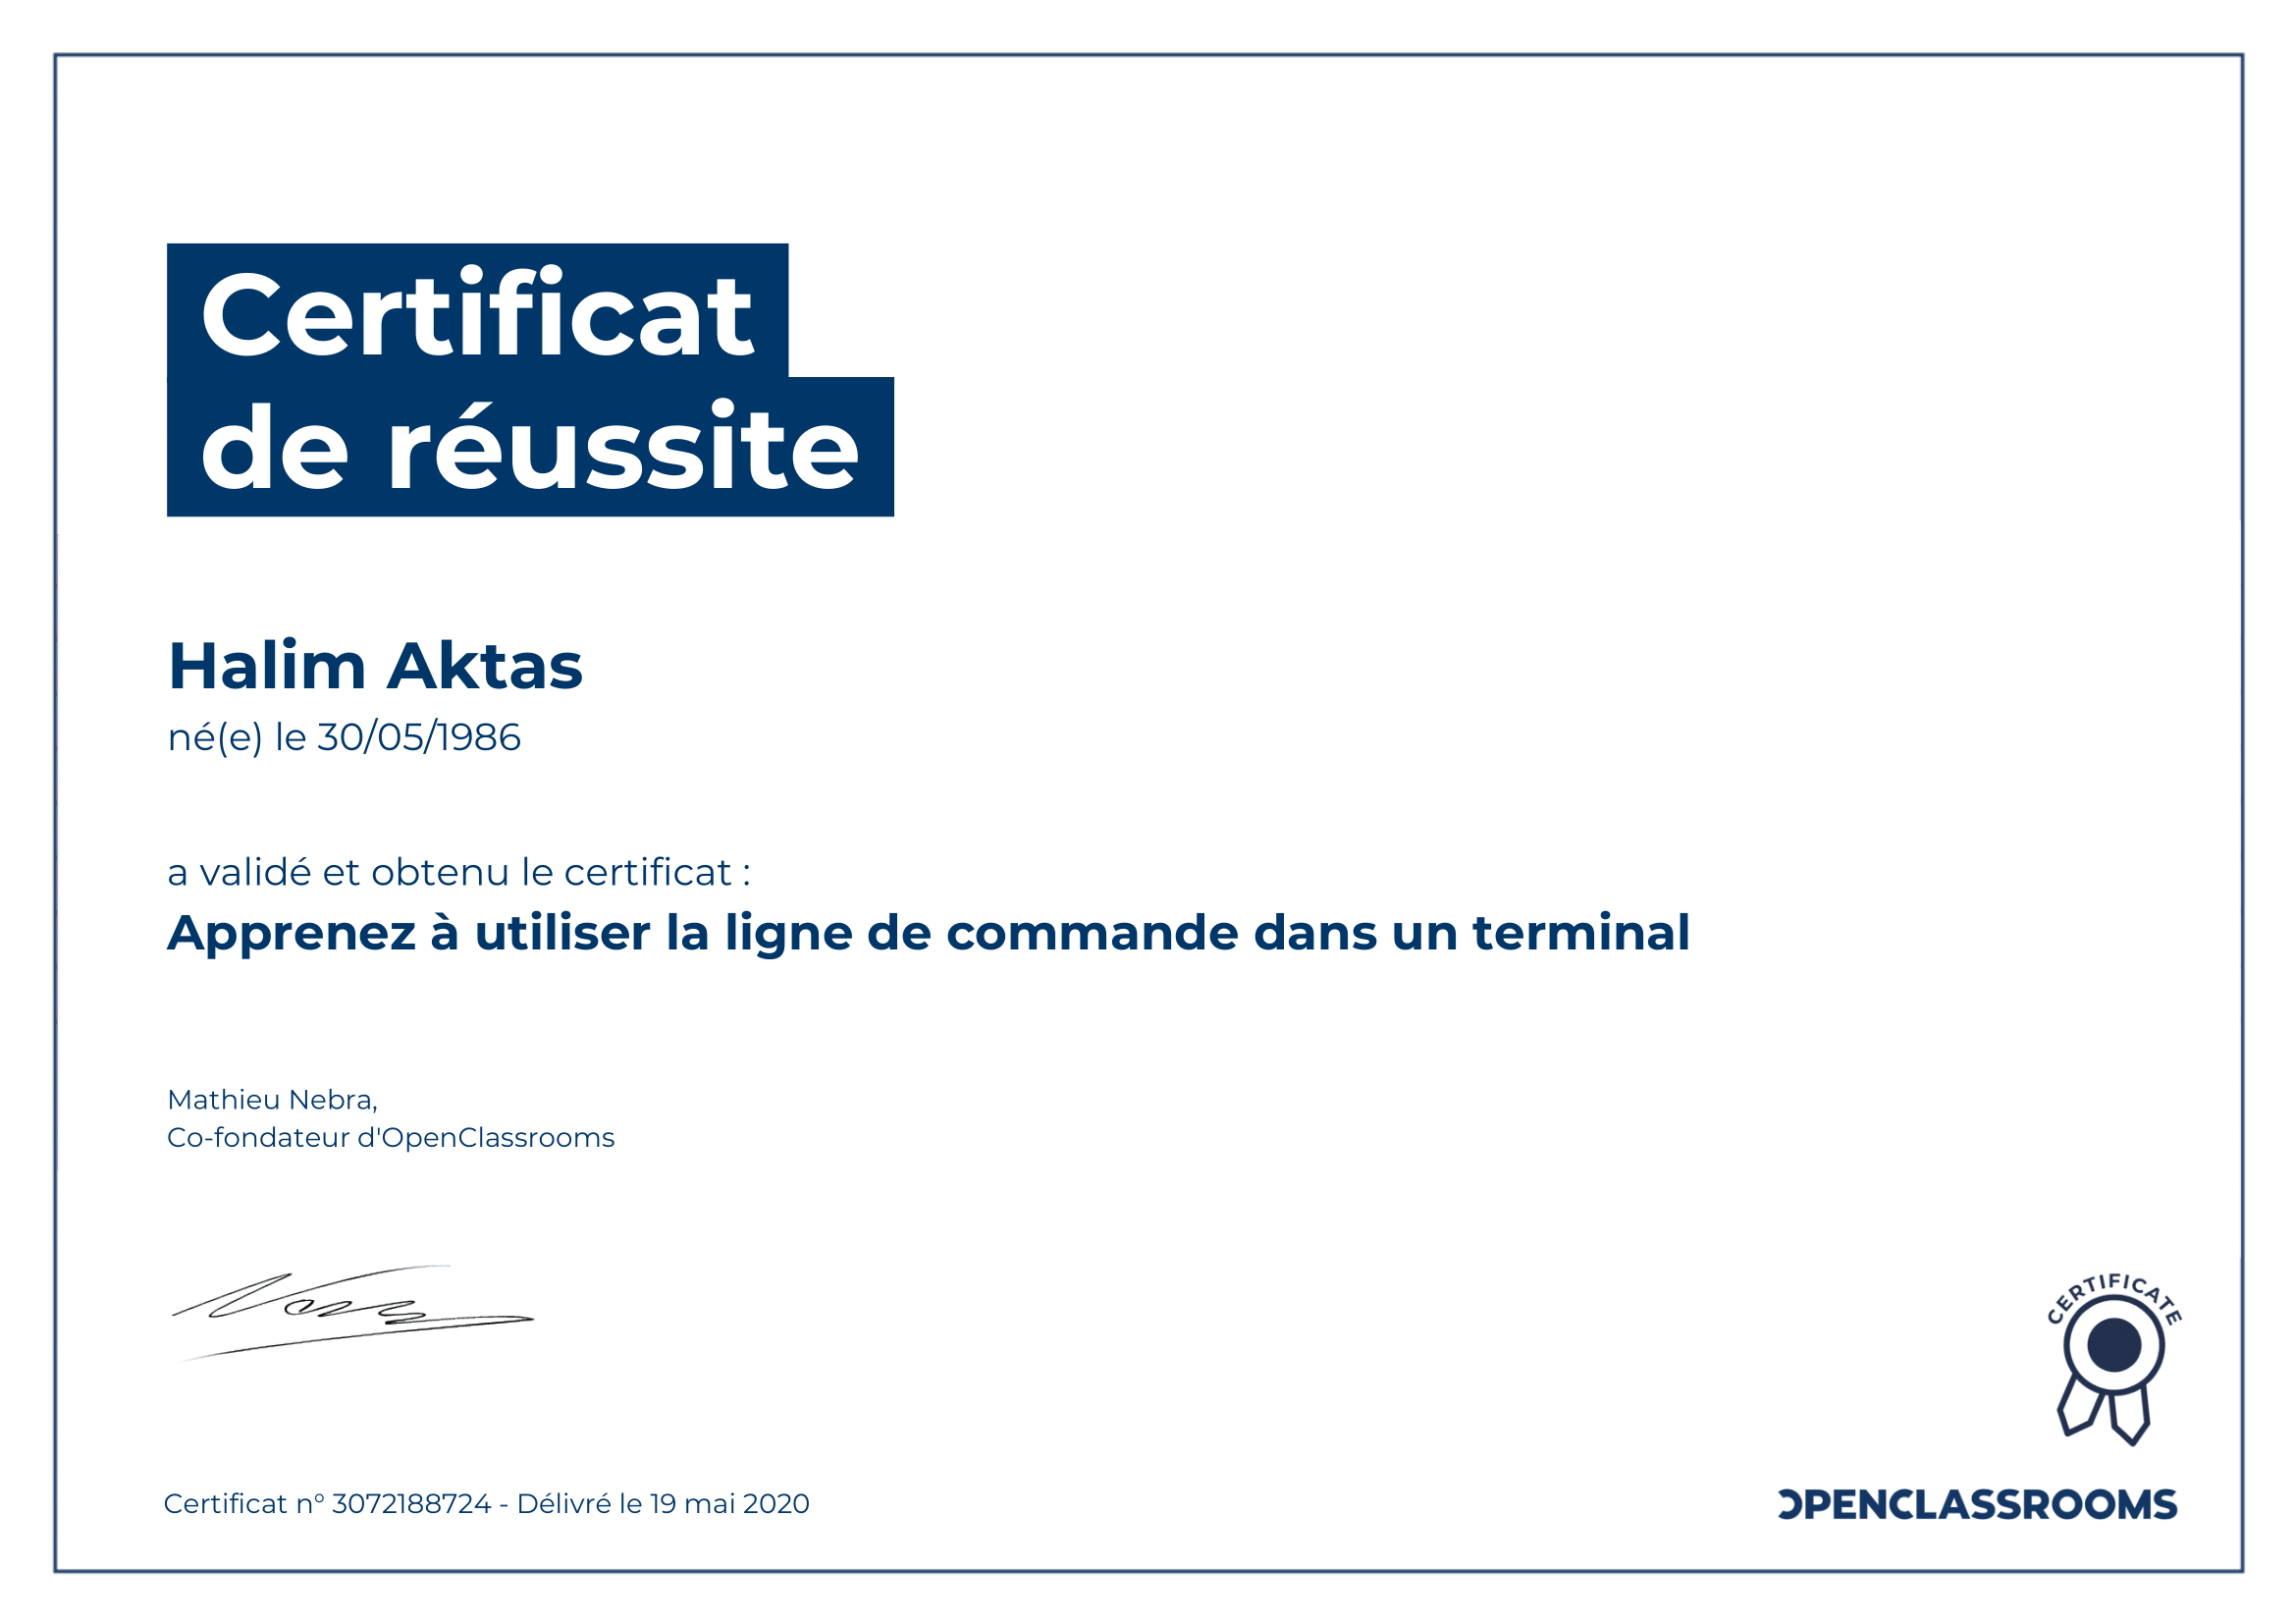 Certificat
de réussite
Halim Aktas
né(e) le 30/05/1986
a validé et obtenu le certificat :
Apprenez à utiliser la ligne de commande dans un terminal
Mathieu Nebra,
Co-fondateur d'OpenClassrooms
CERTIFICATE
Certificat n° 3072188724 - Délivré le 19 mai 2020
OPENCLASSROOMS